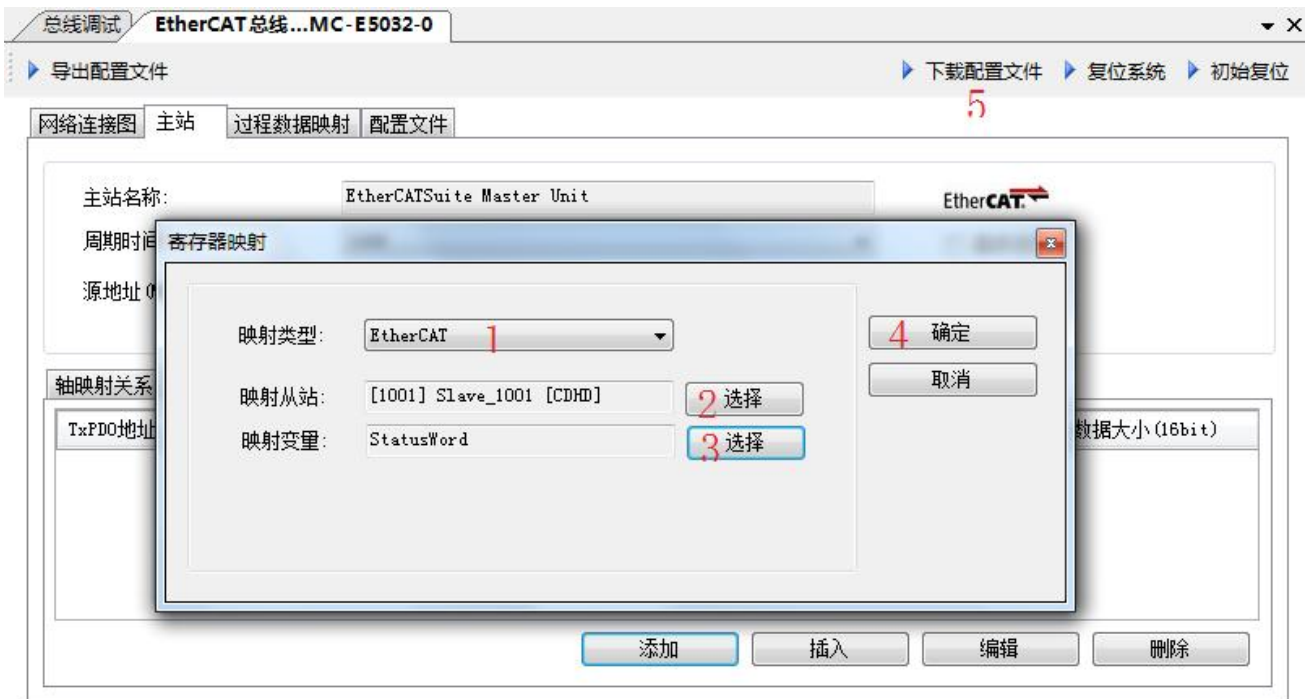 总线调试 EtherCAT总线...MC-E5032-0
导出配置文件 下载配置文件 复位系统 初始复位
5
网络连接图 主站 过程数据映射 配置文件
主站名称: EtherCATSuite Master Unit EtherCAT.
周期时间
寄存器映射
源地址
映射类型: EtherCAT 1 4 确定
取消
轴映射关系
映射从站: [1001] Slave_1001 [CDHD] 2 选择
TxPDO地址 数据大小(16bit)
映射变量: StatusWord 3 选择
添加 插入 编辑 删除